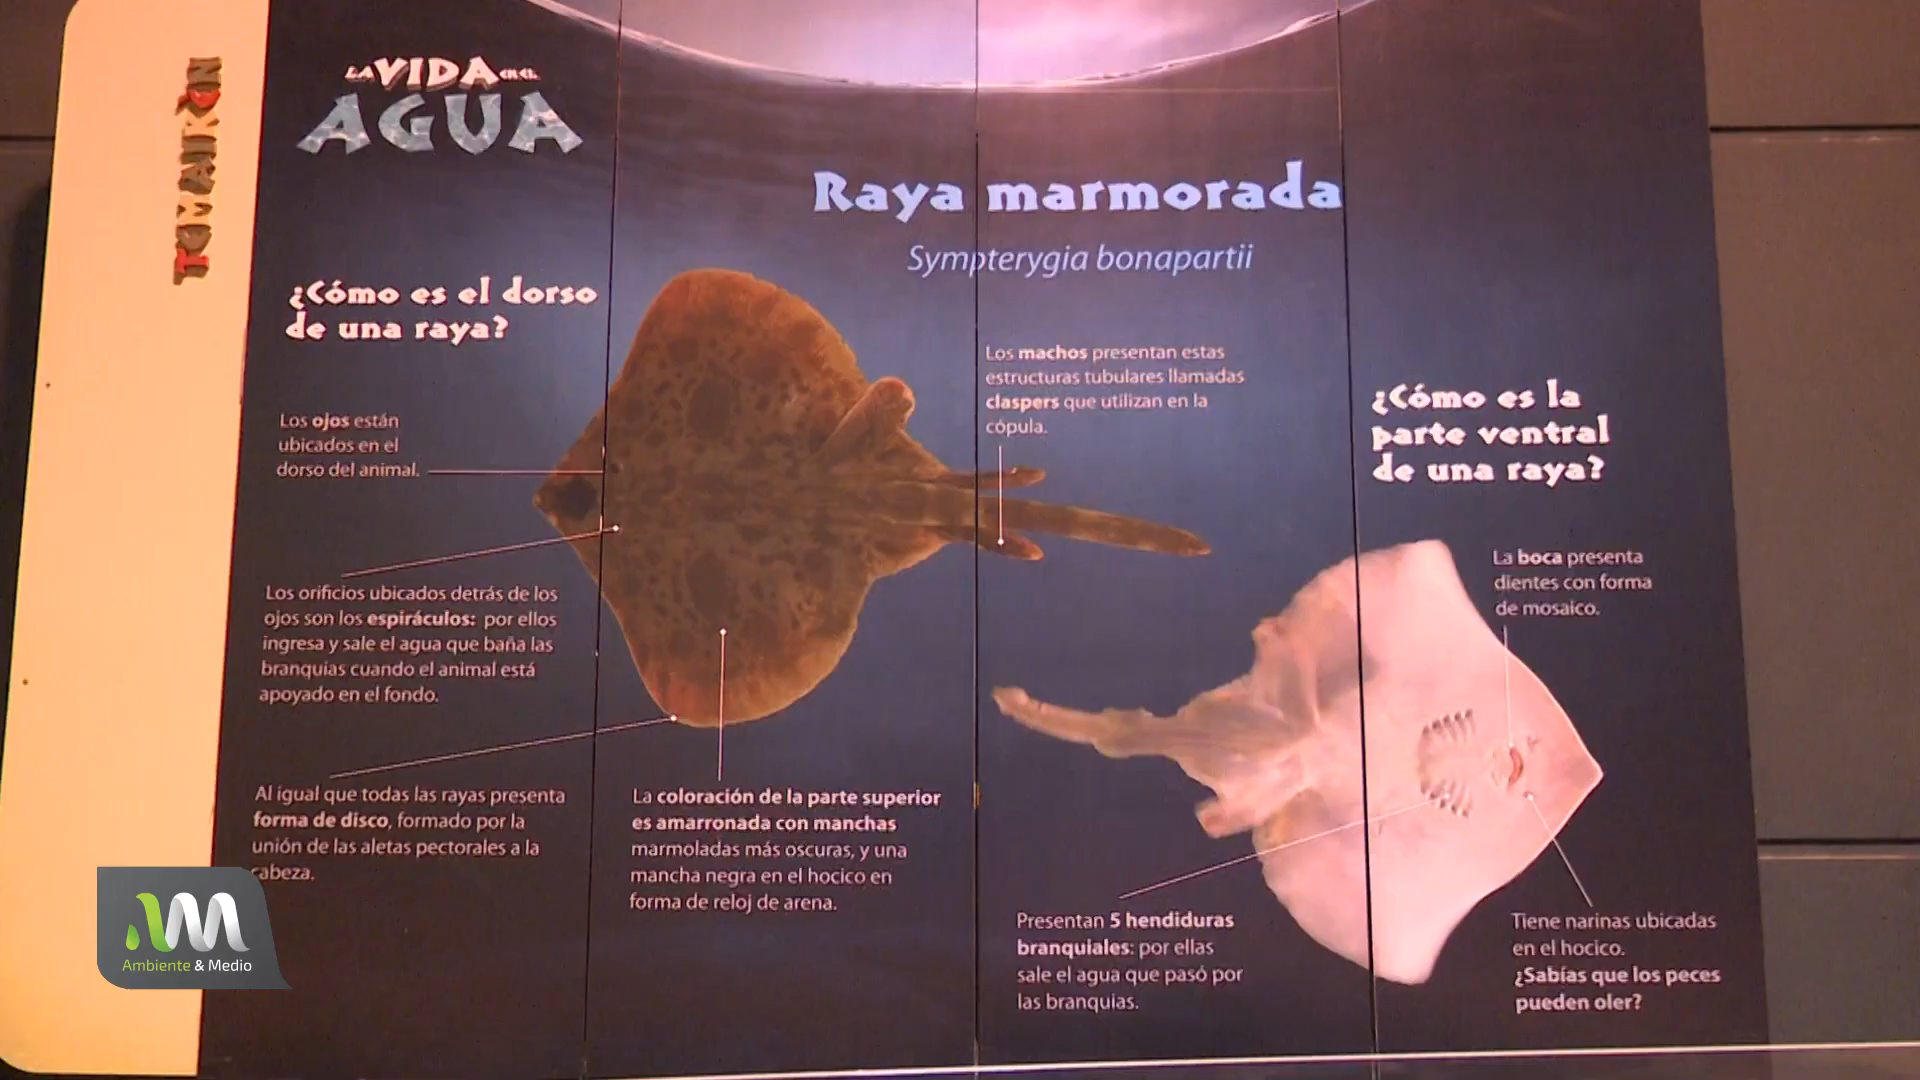 TEMAIKÈN
LA VIDA EN EL
AGUA
Raya marmorada
Sympterygia bonapartii
¿Cómo es el dorso
de una raya?
Los ojos están
ubicados en el
dorso del animal.
Los orificios ubicados detrás de los
ojos son los espiráculos: por ellos
ingresa y sale el agua que baña las
branquias cuando el animal está
apoyado en el fondo.
Al igual que todas las rayas presenta
forma de disco, formado por la
unión de las aletas pectorales a la
cabeza.
La coloración de la parte superior
es amarronada con manchas
marmoladas más oscuras, y una
mancha negra en el hocico en
forma de reloj de arena.
Los machos presentan estas
estructuras tubulares llamadas
claspers que utilizan en la
cópula.
¿Cómo es la
parte ventral
de una raya?
La boca presenta
dientes con forma
de mosaico.
Presentan 5 hendiduras
branquiales: por ellas
sale el agua que pasó por
las branquias.
Tiene narinas ubicadas
en el hocico.
¿Sabías que los peces
pueden oler?
AM
Ambiente & Medio